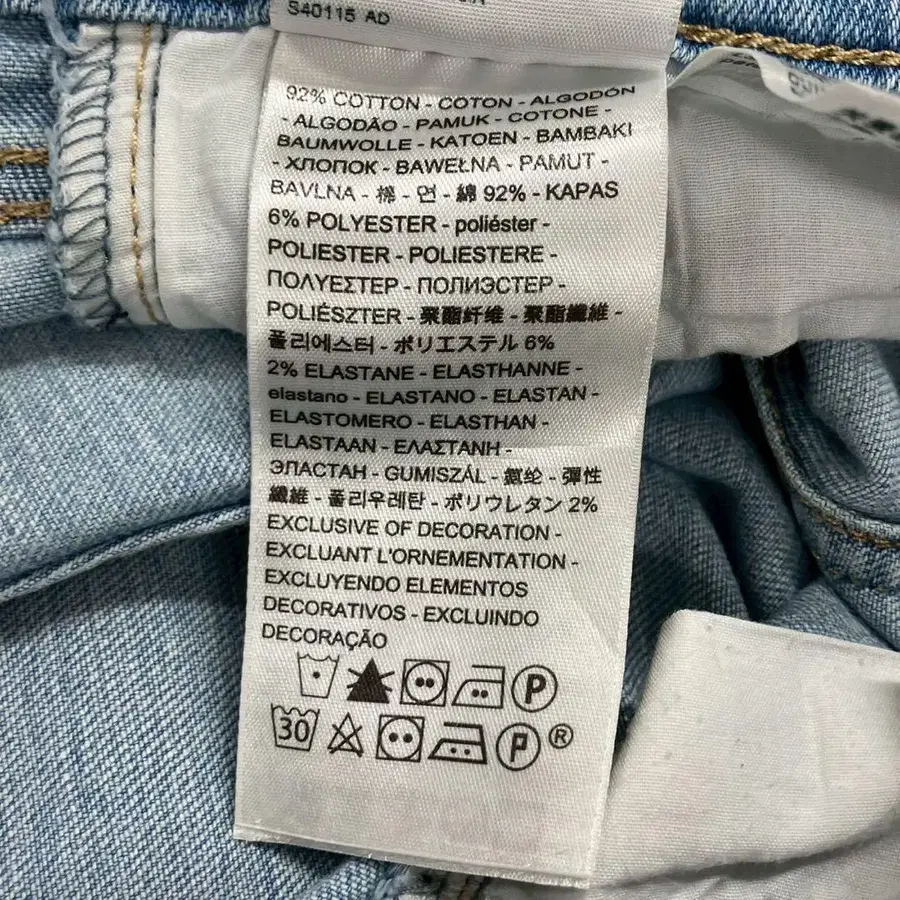 S40115 AD
92% COTTON - COTON - ALGODÓN
- ALGODÃO - PAMUK - COTONE -
BAUMWOLLE - KATOEN - BAMBAKI
- ХЛОПОК - BAWEŁNA - PAMUT -
BAVLNA - 棉 - 면 - 綿 92% - KAPAS
6% POLYESTER - poliéster -
POLIESTER - POLIESTERE -
ΠΟΛΥΕΣΤΕΡ - ПОЛИЭСТЕР -
POLIÉSZTER - 聚酯纤维 - 聚酯纖維 -
폴리에스터 - ポリエステル 6%
2% ELASTANE - ELASTHANNE -
elastano - ELASTANO - ELASTAN -
ELASTOMERO - ELASTHAN -
ELASTAAN - ΕΛΑΣΤΑΝΗ -
ЭЛАСТАН - GUMISZÁL - 氨纶 - 彈性
纖維 - 폴리우레탄 - ポリウレタン 2%
EXCLUSIVE OF DECORATION -
EXCLUANT L'ORNEMENTATION -
EXCLUYENDO ELEMENTOS
DECORATIVOS - EXCLUINDO
DECORAÇÃO
P
30 P ®